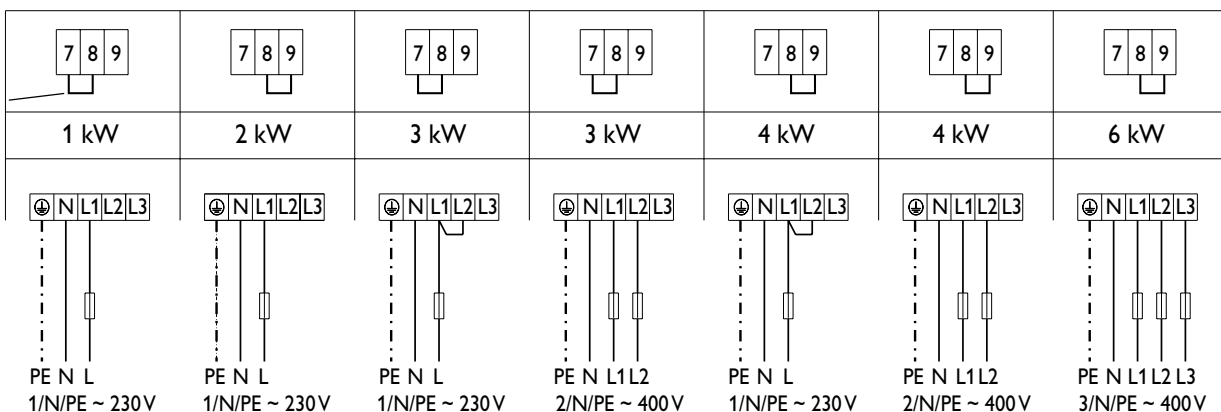 7 8 9 7 8 9 7 8 9 7 8 9 7 8 9 7 8 9 7 8 9
1 kW 2 kW 3 kW 3 kW 4 kW 4 kW 6 kW
N L1 L2 L3 N L1 L2 L3 N L1 L2 L3 N L1 L2 L3 N L1 L2 L3 N L1 L2 L3 N L1 L2 L3
PE N L PE N L PE N L PE N L1 L2 PE N L PE N L1 L2 PE N L1 L2 L3
1/N/PE ~ 230 V 1/N/PE ~ 230 V 1/N/PE ~ 230 V 2/N/PE ~ 400 V 1/N/PE ~ 230 V 2/N/PE ~ 400 V 3/N/PE ~ 400 V